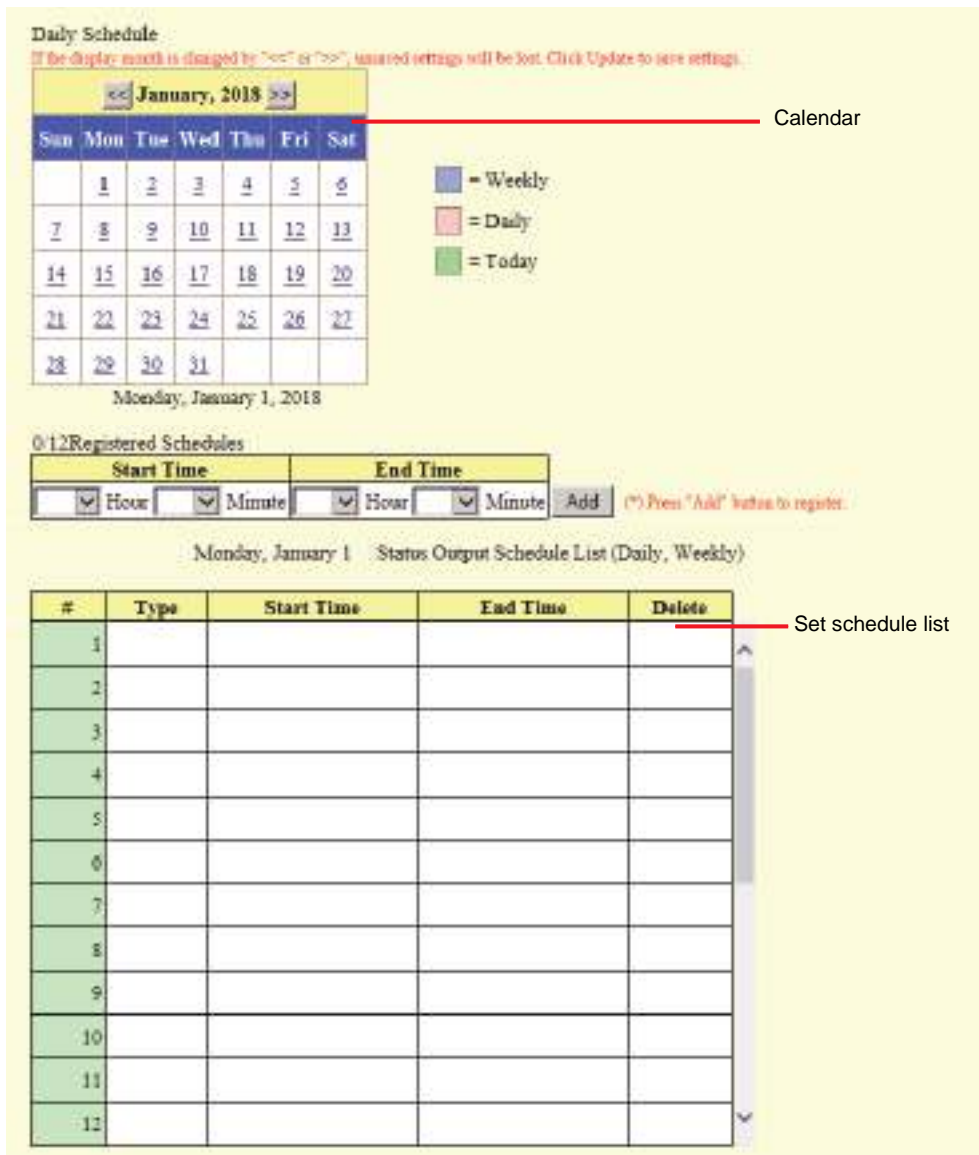 Daily Schedule
If the display month is changed by "<<" or ">>", unsaved settings will be lost. Click Update to save settings.
<< January, 2018 >>
Calendar
Sun Mon Tue Wed Thu Fri Sat
1 2 3 4 5 6
7 8 9 10 11 12 13
14 15 16 17 18 19 20
21 22 23 24 25 26 27
28 29 30 31
= Weekly
= Daily
= Today
Monday, January 1, 2018
0/12Registered Schedules
Start Time End Time
Hour Minute Hour Minute Add (*) Press "Add" button to register.
Monday, January 1 Status Output Schedule List (Daily, Weekly)
# Type Start Time End Time Delete
Set schedule list
1
2
3
4
5
6
7
8
9
10
11
12